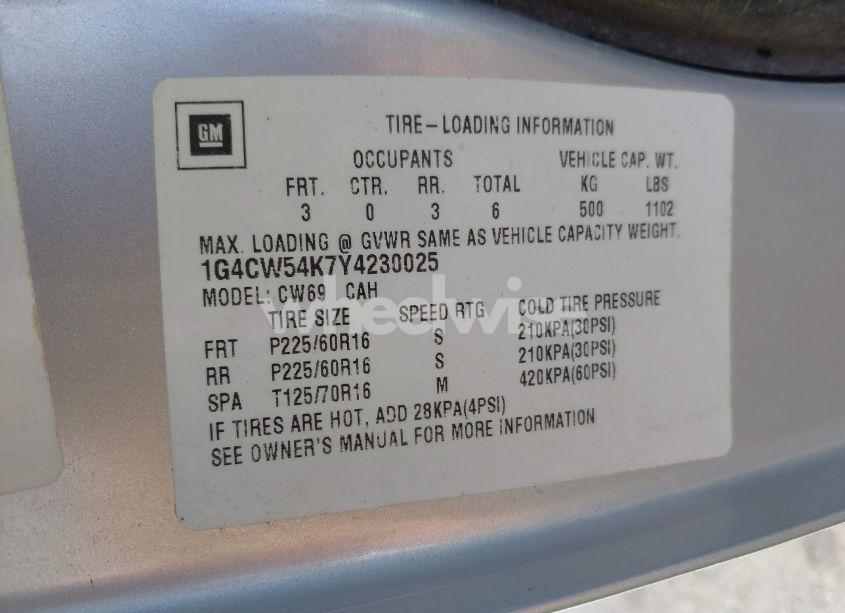 GM
TIRE-LOADING INFORMATION
OCCUPANTS VEHICLE CAP. WT.
FRT. CTR. RR. TOTAL KG LBS
3 0 3 6 500 1102
MAX. LOADING @ GVWR SAME AS VEHICLE CAPACITY WEIGHT.
1G4CW54K7Y4230025
MODEL: CW69 CAH
TIRE SIZE SPEED RTG COLD TIRE PRESSURE
FRT P225/60R16 S 210KPA(30PSI)
RR P225/60R16 S 210KPA(30PSI)
SPA T125/70R16 M 420KPA(60PSI)
IF TIRES ARE HOT, ADD 28KPA(4PSI)
SEE OWNER'S MANUAL FOR MORE INFORMATION
wheelwise